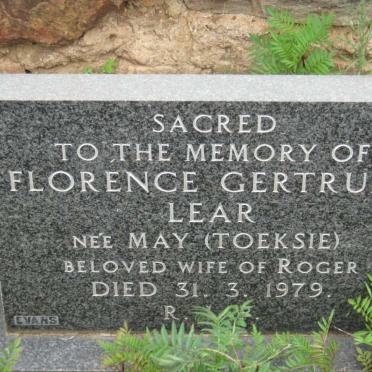 SACRED
TO THE MEMORY OF
FLORENCE GERTRU
LEAR
NÉE MAY (TOEKSIE)
BELOVED WIFE OF ROGER
DIED 31. 3. 1979.
R.
EVANS